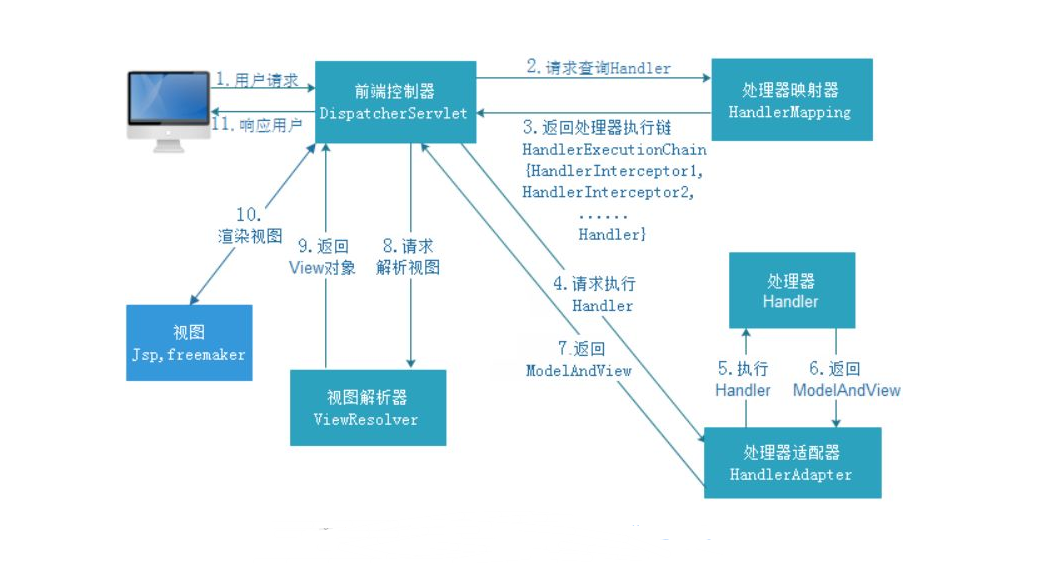 1.用户请求
11.响应用户
前端控制器
DispatcherServlet
2.请求查询Handler
3.返回处理器执行链
HandlerExecutionChain
{HandlerInterceptor1,
HandlerInterceptor2,
......
Handler}
处理器映射器
HandlerMapping
10.
渲染视图
9.返回
View对象
8.请求
解析视图
4.请求执行
Handler
7.返回
ModelAndView
处理器
Handler
视图
Jsp,freemaker
视图解析器
ViewResolver
5.执行
Handler
6.返回
ModelAndView
处理器适配器
HandlerAdapter